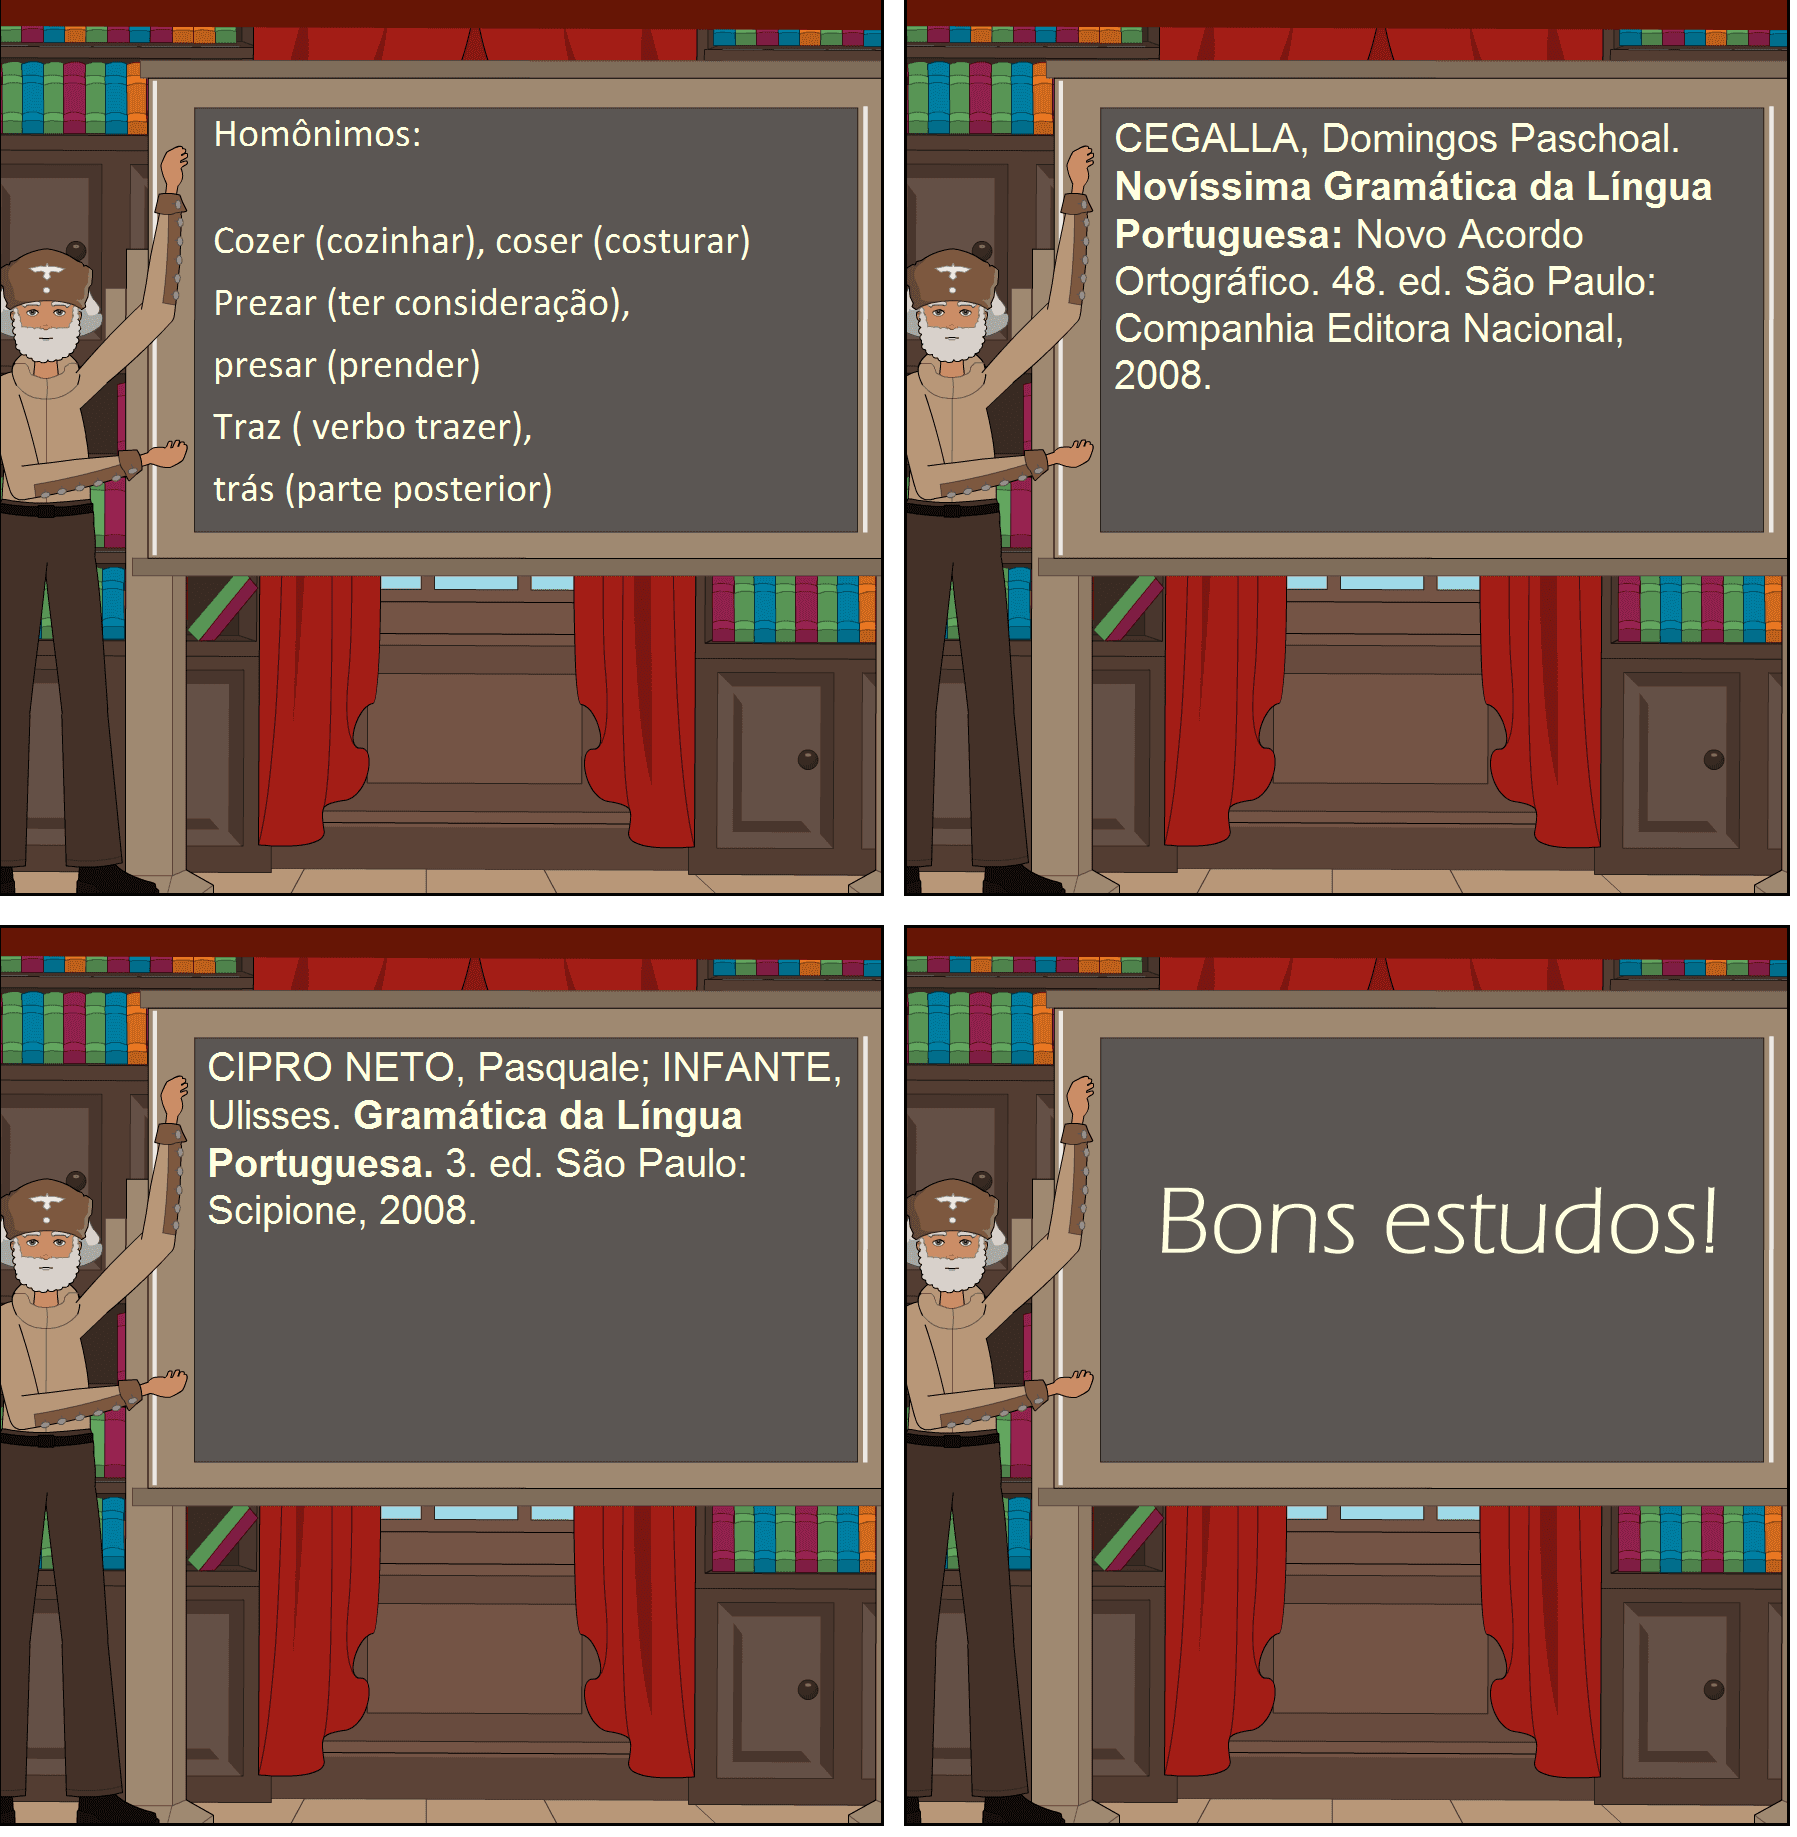 Homônimos:
Cozer (cozinhar), coser (costurar)
Prezar (ter consideração),
presar (prender)
Traz ( verbo trazer),
trás (parte posterior)
CEGALLA, Domingos Paschoal.
Novíssima Gramática da Língua
Portuguesa: Novo Acordo
Ortográfico. 48. ed. São Paulo:
Companhia Editora Nacional,
2008.
CIPRO NETO, Pasquale; INFANTE,
Ulisses. Gramática da Língua
Portuguesa. 3. ed. São Paulo:
Scipione, 2008.
Bons estudos!